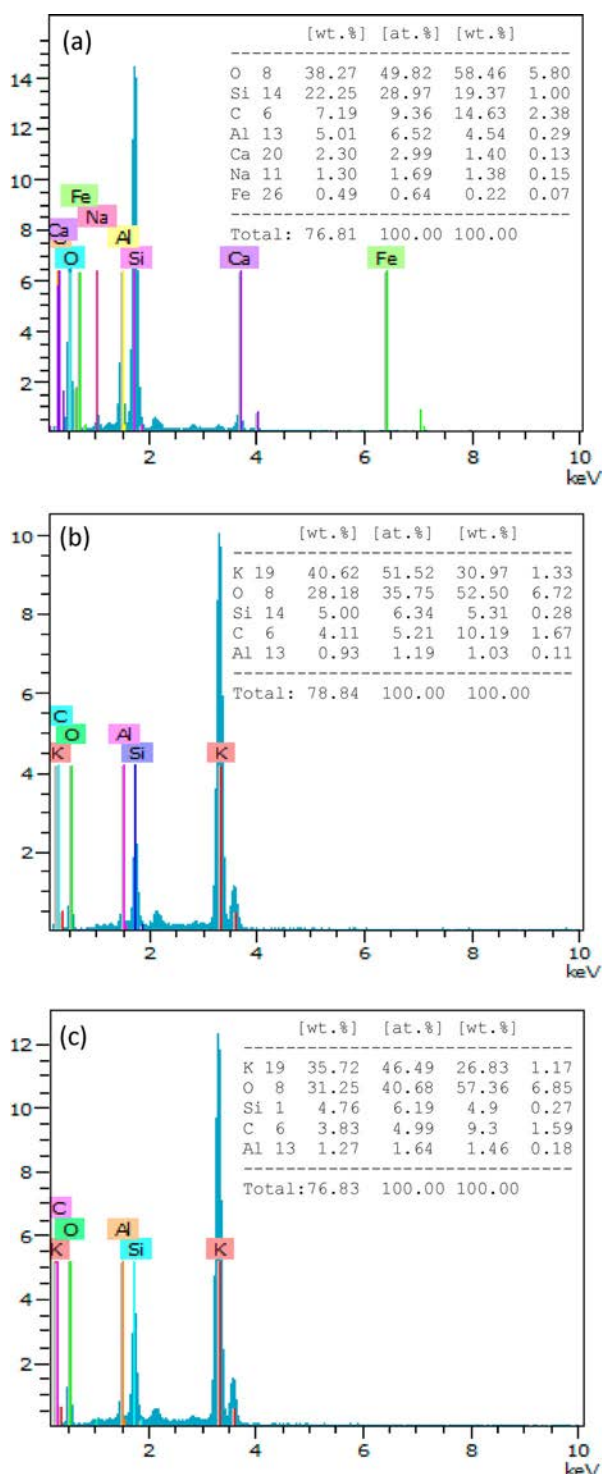 (a)
[wt.%] [at.%] [wt.%]
O 8 38.27 49.82 58.46 5.80
Si 14 22.25 28.97 19.37 1.00
C 6 7.19 9.36 14.63 2.38
Al 13 5.01 6.52 4.54 0.29
Ca 20 2.30 2.99 1.40 0.13
Na 11 1.30 1.69 1.38 0.15
Fe 26 0.49 0.64 0.22 0.07
Total: 76.81 100.00 100.00
14
12
10
8
6
4
2
Fe
Na
Ca
Al
O
Si
Ca
Fe
2 4 6 8 10
keV
(b)
[wt.%] [at.%] [wt.%]
K 19 40.62 51.52 30.97 1.33
O 8 28.18 35.75 52.50 6.72
Si 14 5.00 6.34 5.31 0.28
C 6 4.11 5.21 10.19 1.67
Al 13 0.93 1.19 1.03 0.11
Total: 78.84 100.00 100.00
10
8
6
4
2
C
O
Al
K
Si
K
2 4 6 8 10
keV
(c)
[wt.%] [at.%] [wt.%]
K 19 35.72 46.49 26.83 1.17
O 8 31.25 40.68 57.36 6.85
Si 1 4.76 6.19 4.9 0.27
C 6 3.83 4.99 9.3 1.59
Al 13 1.27 1.64 1.46 0.18
Total:76.83 100.00 100.00
12
10
8
6
4
2
C
O
Al
K
Si
K
2 4 6 8 10
keV